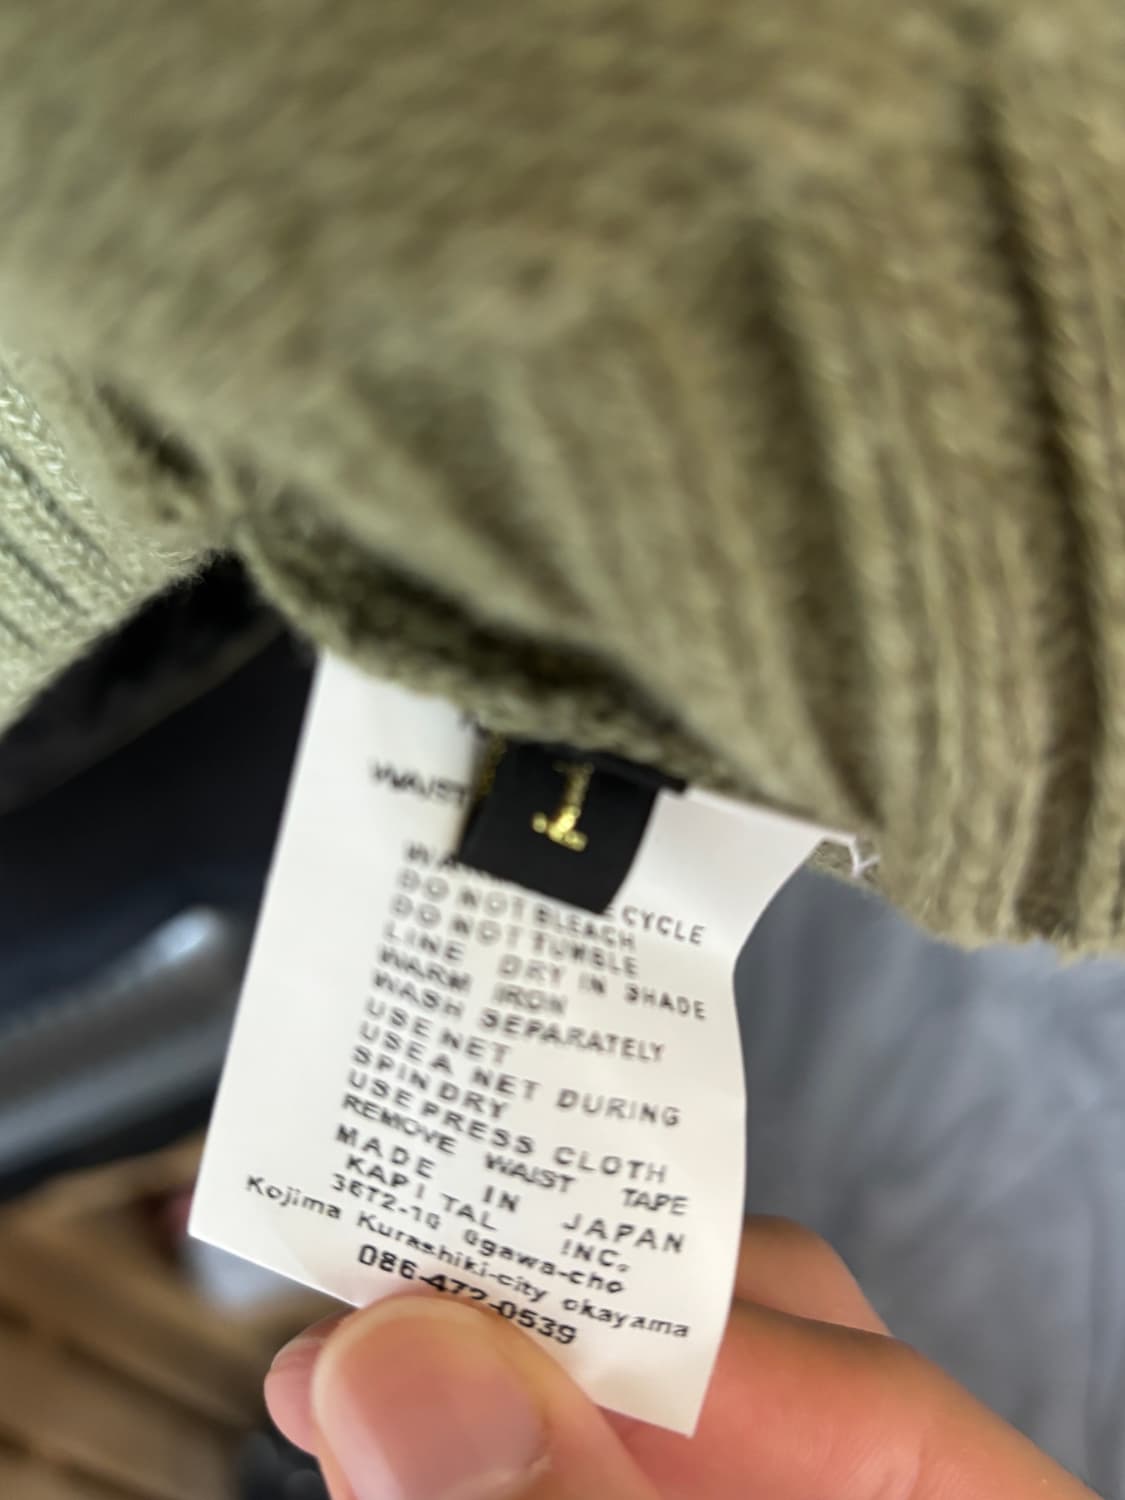 1
WAIST
CYCLE
DO NOT BLEACH
DO NOT TUMBLE
LINE DRY IN SHADE
WARM IRON
WASH SEPARATELY
USE NET
USE A NET DURING
SPIN DRY
USE PRESS CLOTH
REMOVE WAIST TAPE
MADE IN JAPAN
KAPITAL INC.
3672-10 Ogawa-cho
Kojima Kurashiki-city okayama
086-472-0539